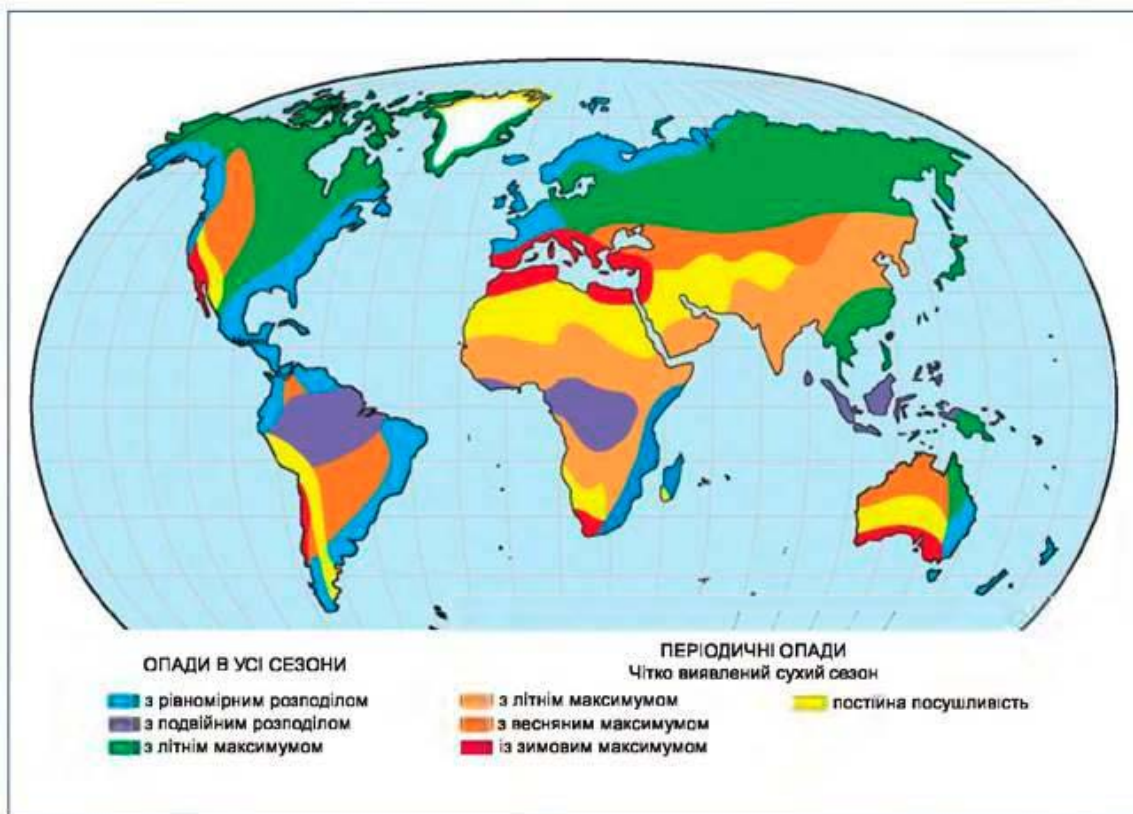 ОПАДИ В УСІ СЕЗОНИ
з рівномірним розподілом
з подвійним розподілом
з літнім максимумом
ПЕРІОДИЧНІ ОПАДИ
Чітко виявлений сухий сезон
з літнім максимумом
з весняним максимумом
із зимовим максимумом
постійна посушливість